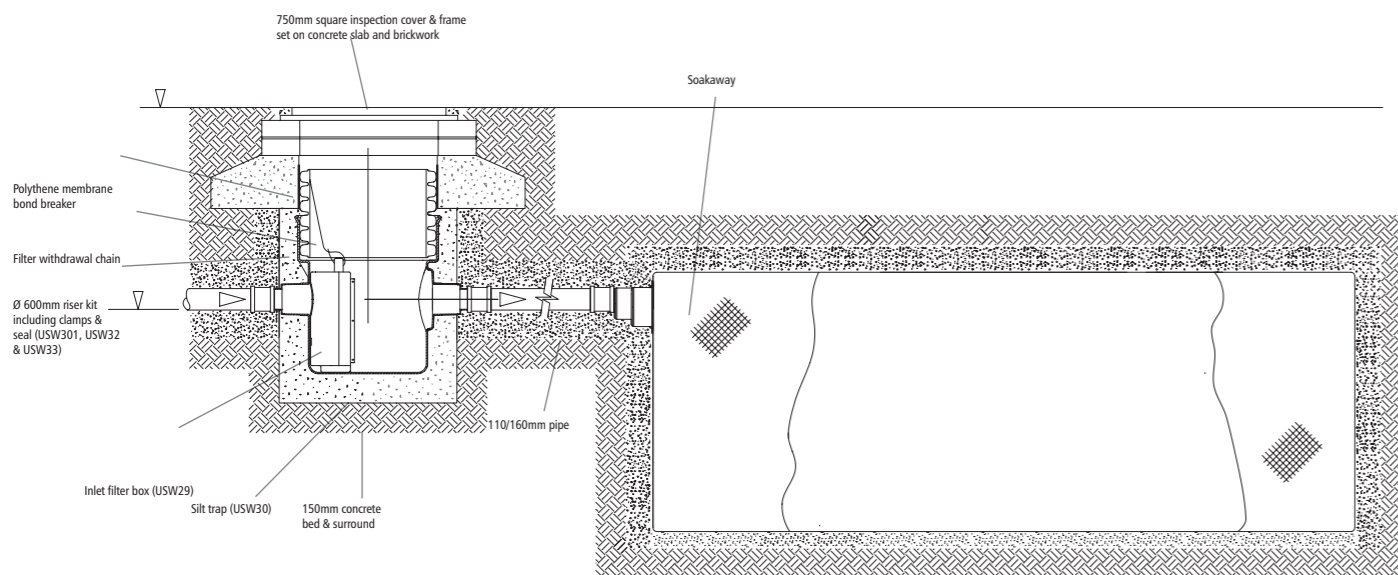 750mm square inspection cover & frame
set on concrete slab and brickwork
Soakaway
Polythene membrane
bond breaker
Filter withdrawal chain
Ø 600mm riser kit
including clamps &
seal (USW301, USW32
& USW33)
110/160mm pipe
Inlet filter box (USW29)
Silt trap (USW30)
150mm concrete
bed & surround